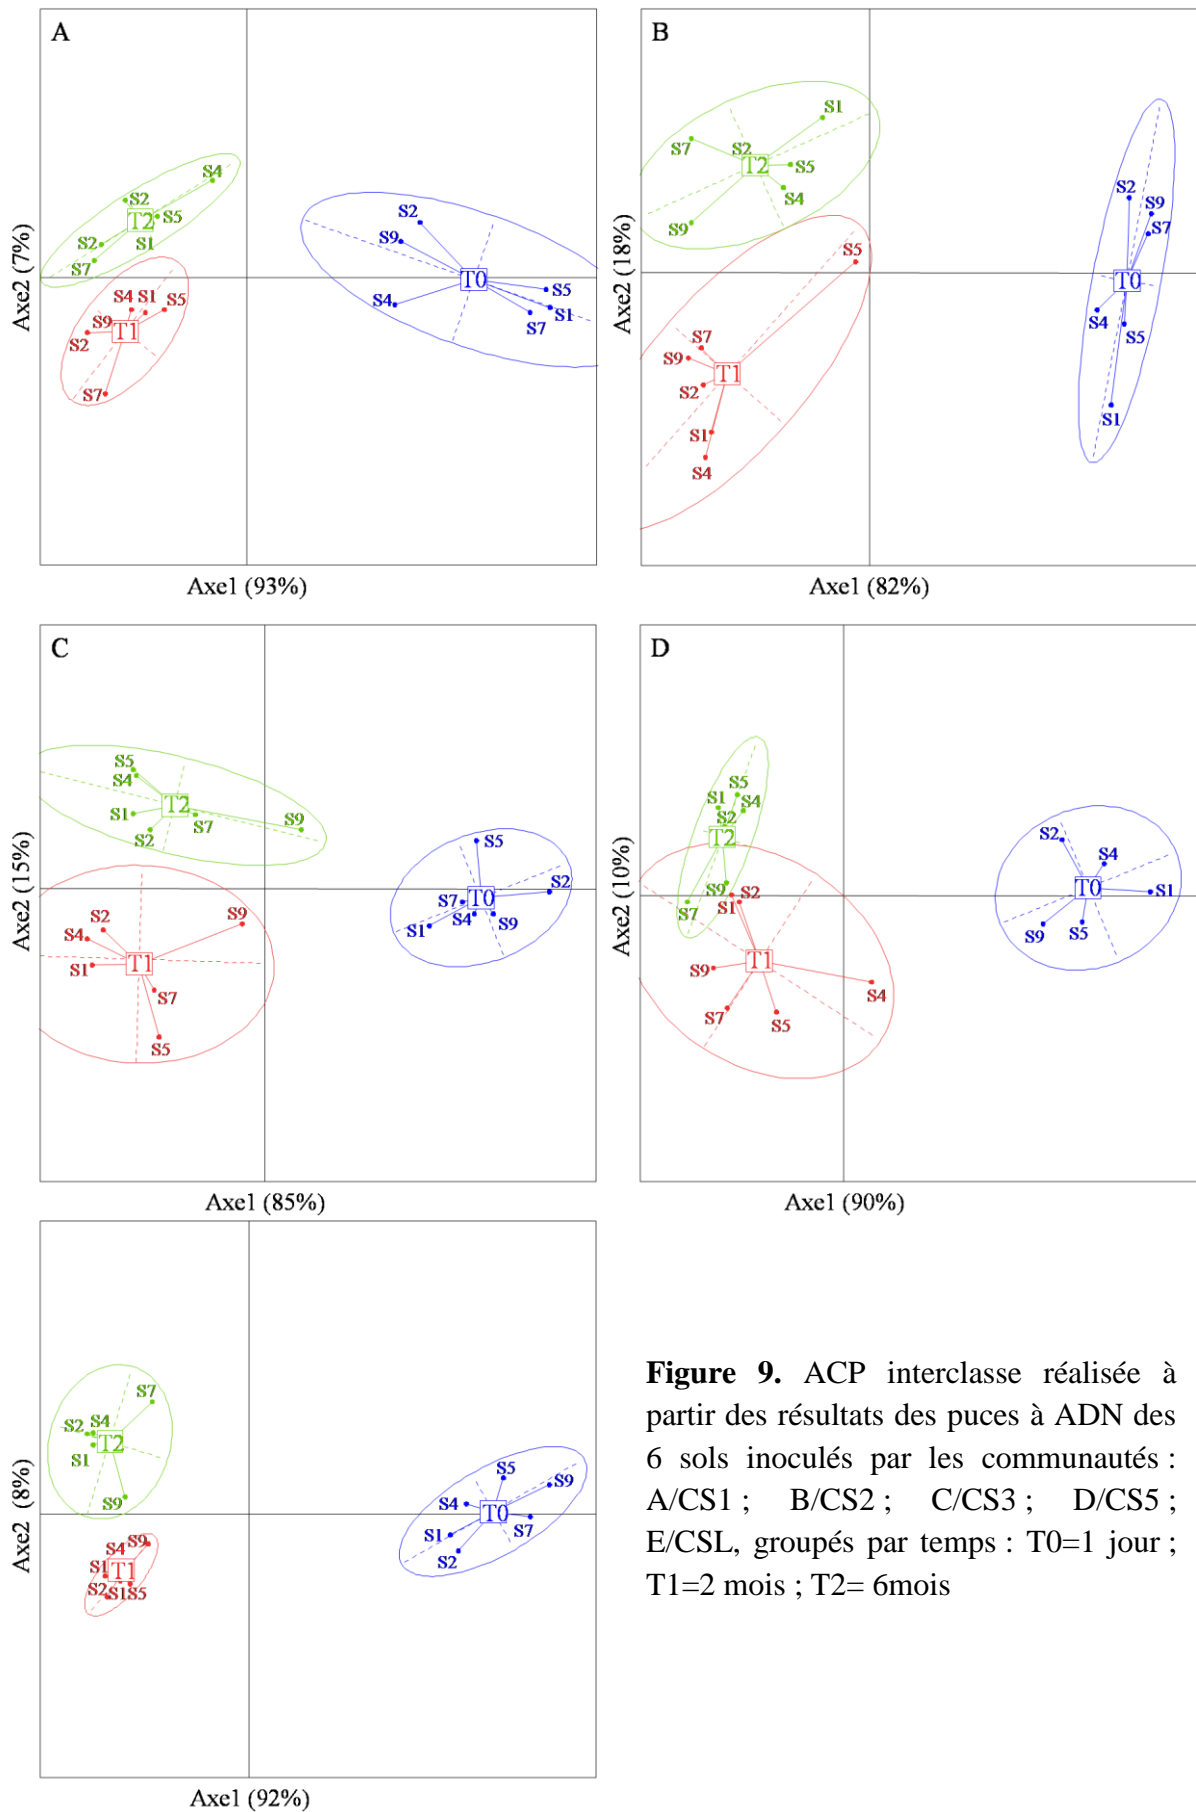 A
S4
S2
T2
S5
S2
S1
S7
S4
S1
S5
S9
T1
S2
S7
S2
S9
T0
S4
S5
S1
S7
Axe2 (7%)
Axe1 (93%)
B
S1
S7
S2
T2
S5
S4
S9
S5
S7
S9
T1
S2
S1
S4
S2
S9
S7
T0
S4
S5
S1
Axe2 (18%)
Axe1 (82%)
C
S5
S4
T2
S1
S7
S9
S2
S2
S9
S4
S1
T1
S7
S5
S5
S2
S7
T0
S4
S9
S1
Axe2 (15%)
Axe1 (85%)
D
S5
S1
S4
S2
T2
S9
S7
S2
S1
T1
S9
S4
S7
S5
S2
S4
T0
S1
S9
S5
Axe2 (10%)
Axe1 (90%)
S7
S2
S4
T2
S1
S9
S4
S9
S1
T1
S2
S1
S5
S5
S9
S4
T0
S7
S1
S2
Axe2 (8%)
Axe1 (92%)
Figure 9. ACP interclasse réalisée à
partir des résultats des puces à ADN des
6 sols inoculés par les communautés :
A/CS1 ; B/CS2 ; C/CS3 ; D/CS5 ;
E/CSL, groupés par temps : T0=1 jour ;
T1=2 mois ; T2= 6mois